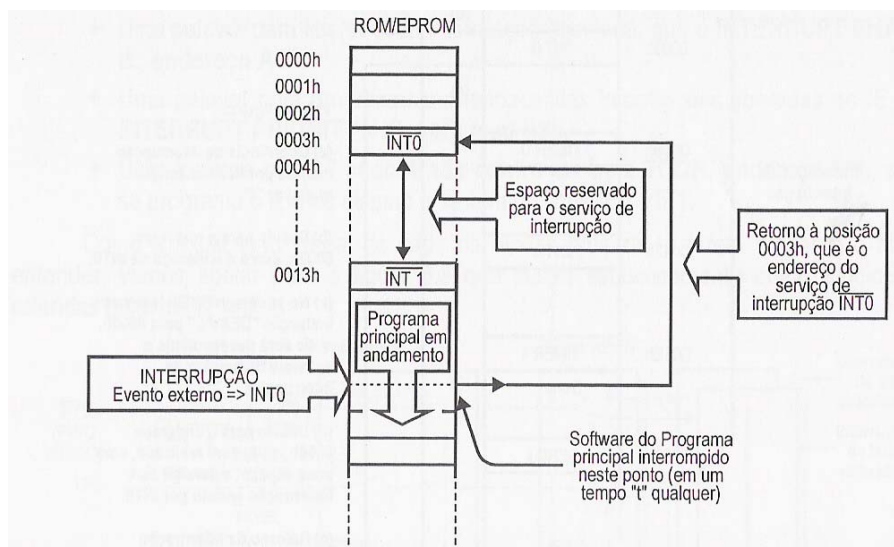 ROM/EPROM
0000h
0001h
0002h
0003h
INT0
0004h
Espaço reservado
para o serviço de
interrupção
Retorno à posição
0003h, que é o
endereço do
serviço de
interrupção INT0
0013h
INT 1
Programa
principal em
andamento
INTERRUPÇÃO
Evento externo => INT0
Software do Programa
principal interrompido
neste ponto (em um
tempo "t" qualquer)